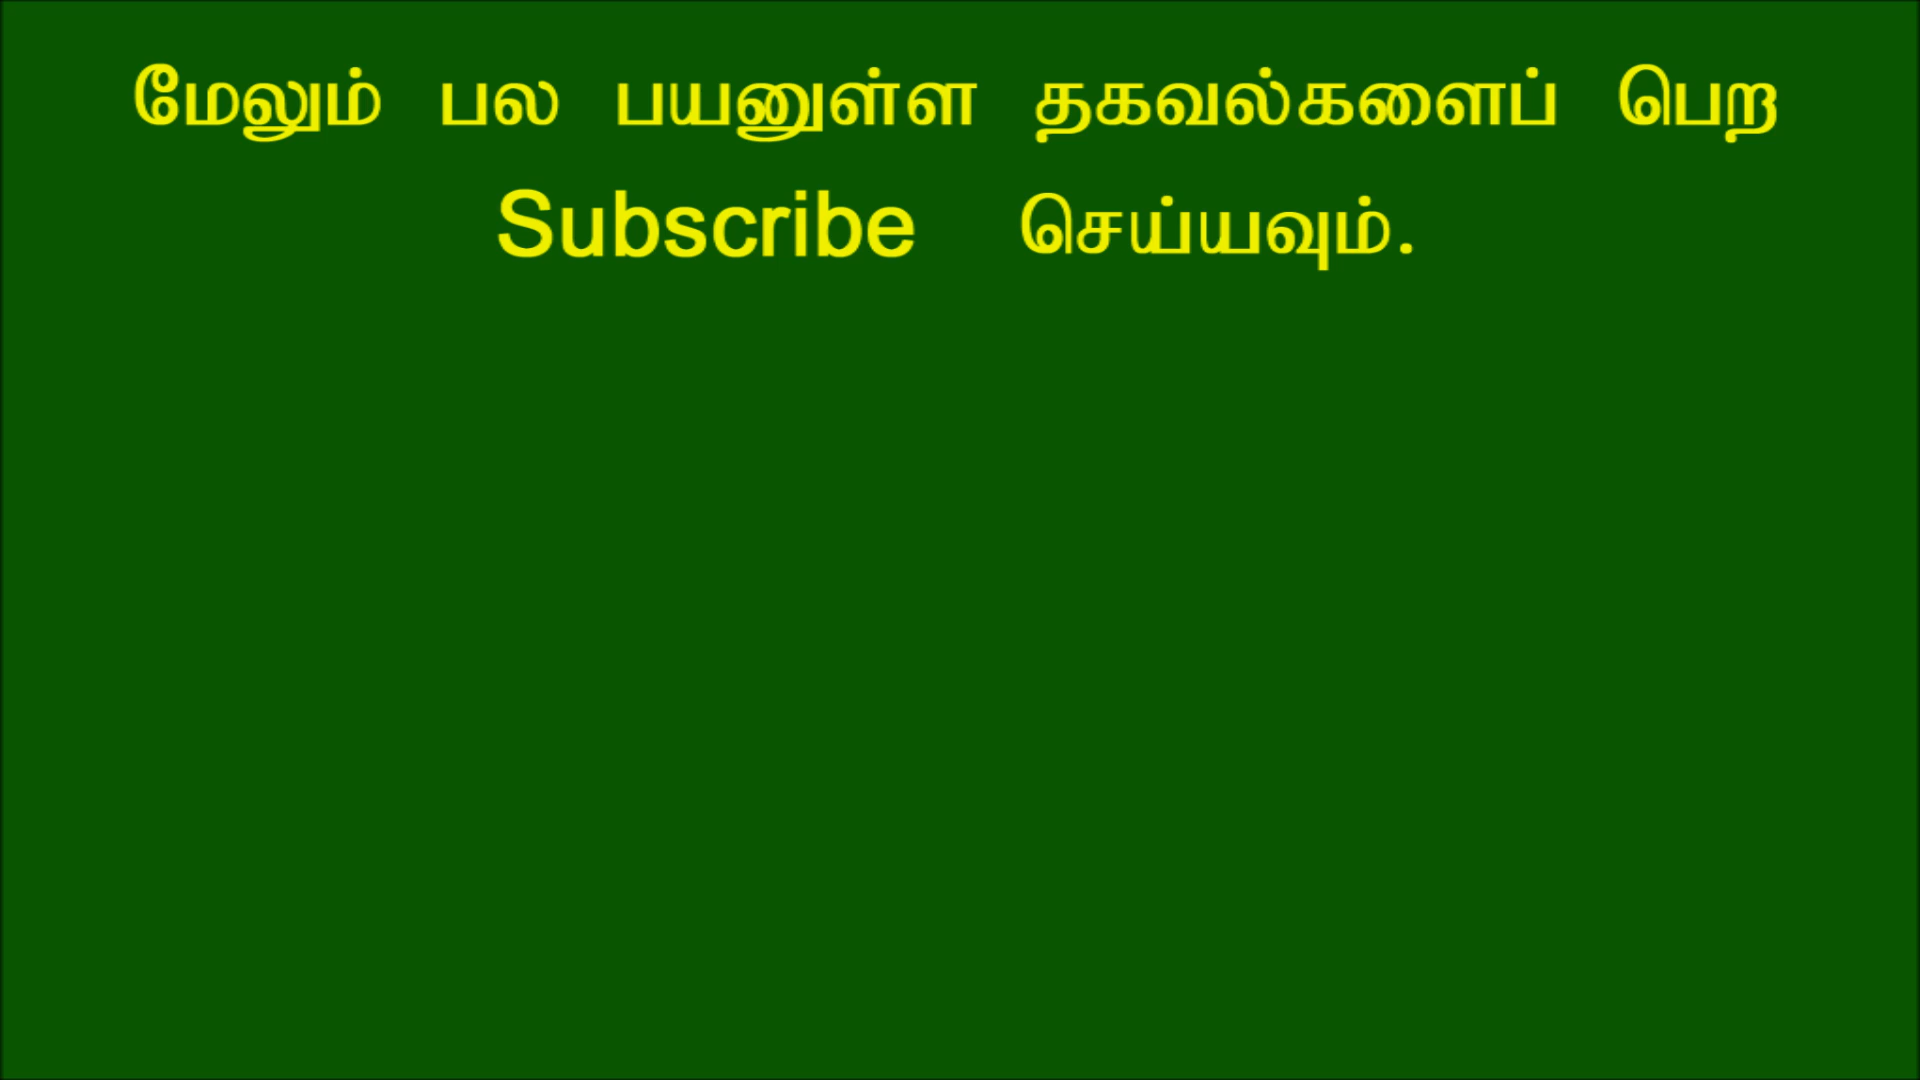 மேலும் பல பயனுள்ள தகவல்களைப் பெற
Subscribe செய்யவும்.